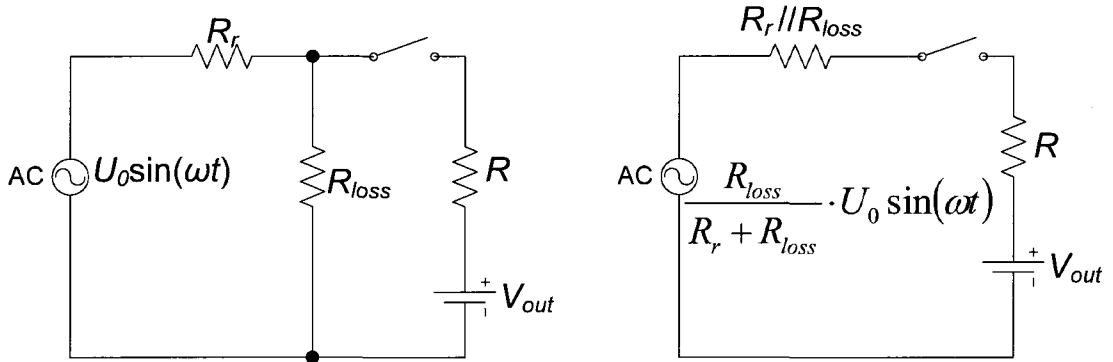 R_r
AC U_0sin(ωt)
R_loss
R
+
V_out
R_r//R_loss
R
AC
R_loss / (R_r + R_loss) · U_0 sin(ωt)
+
V_out